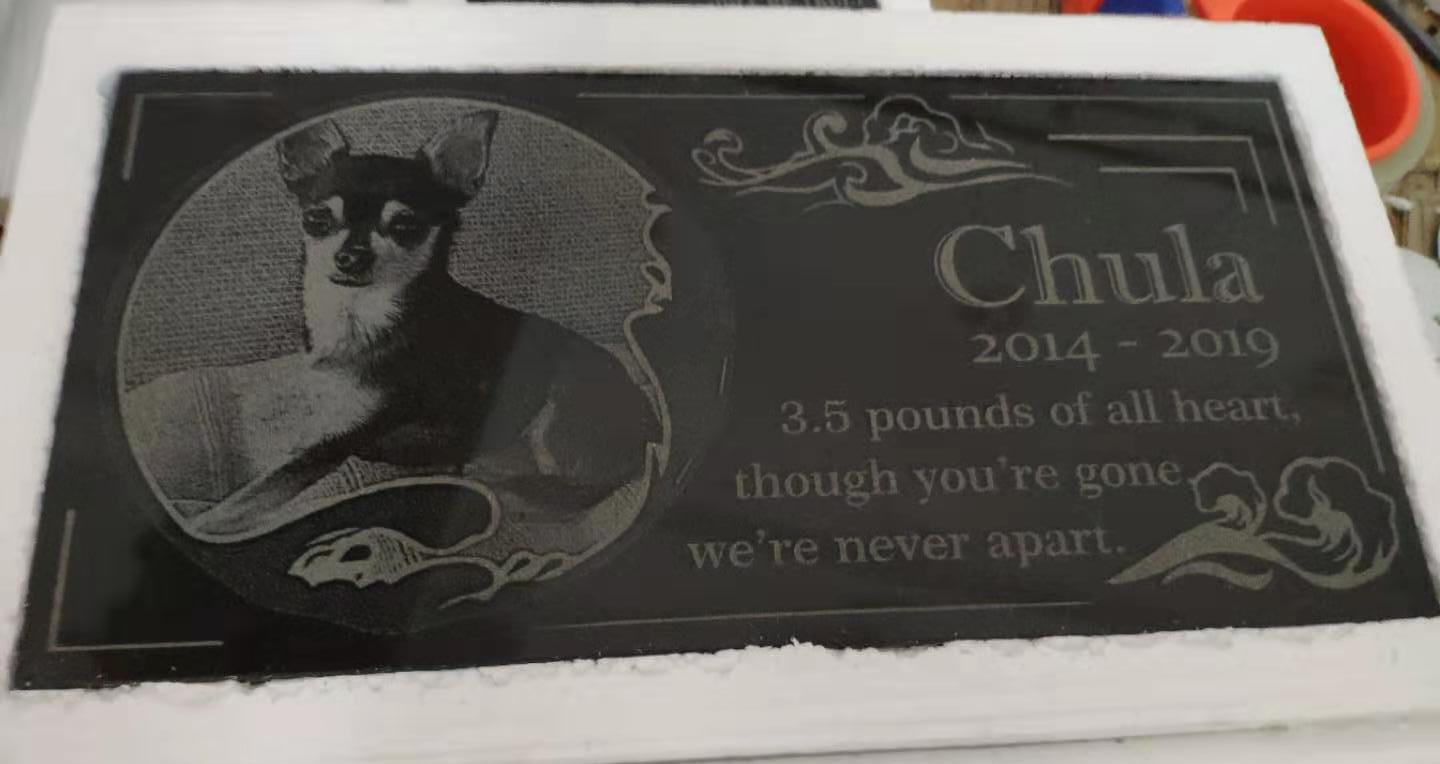 Chula
2014 - 2019
3.5 pounds of all heart,
though you're gone,
we're never apart.